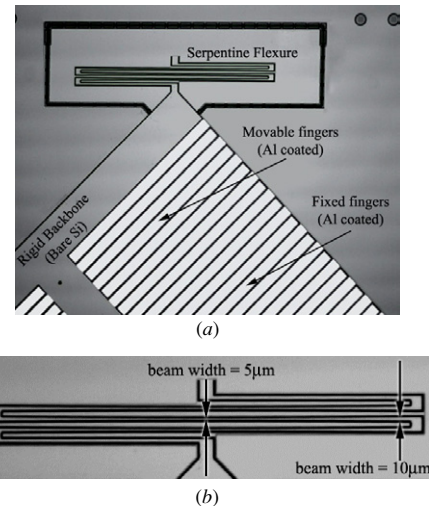 Serpentine Flexure
Movable fingers
(Al coated)
Fixed fingers
(Al coated)
Rigid Backbone
(Bare Si)
(a)
beam width = 5µm
beam width = 10µm
(b)